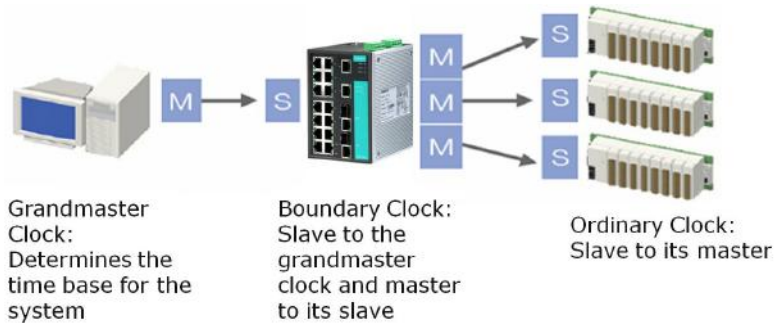 M
S
M
M
M
S
S
S
Grandmaster
Clock:
Determines the
time base for the
system
Boundary Clock:
Slave to the
grandmaster
clock and master
to its slave
Ordinary Clock:
Slave to its master